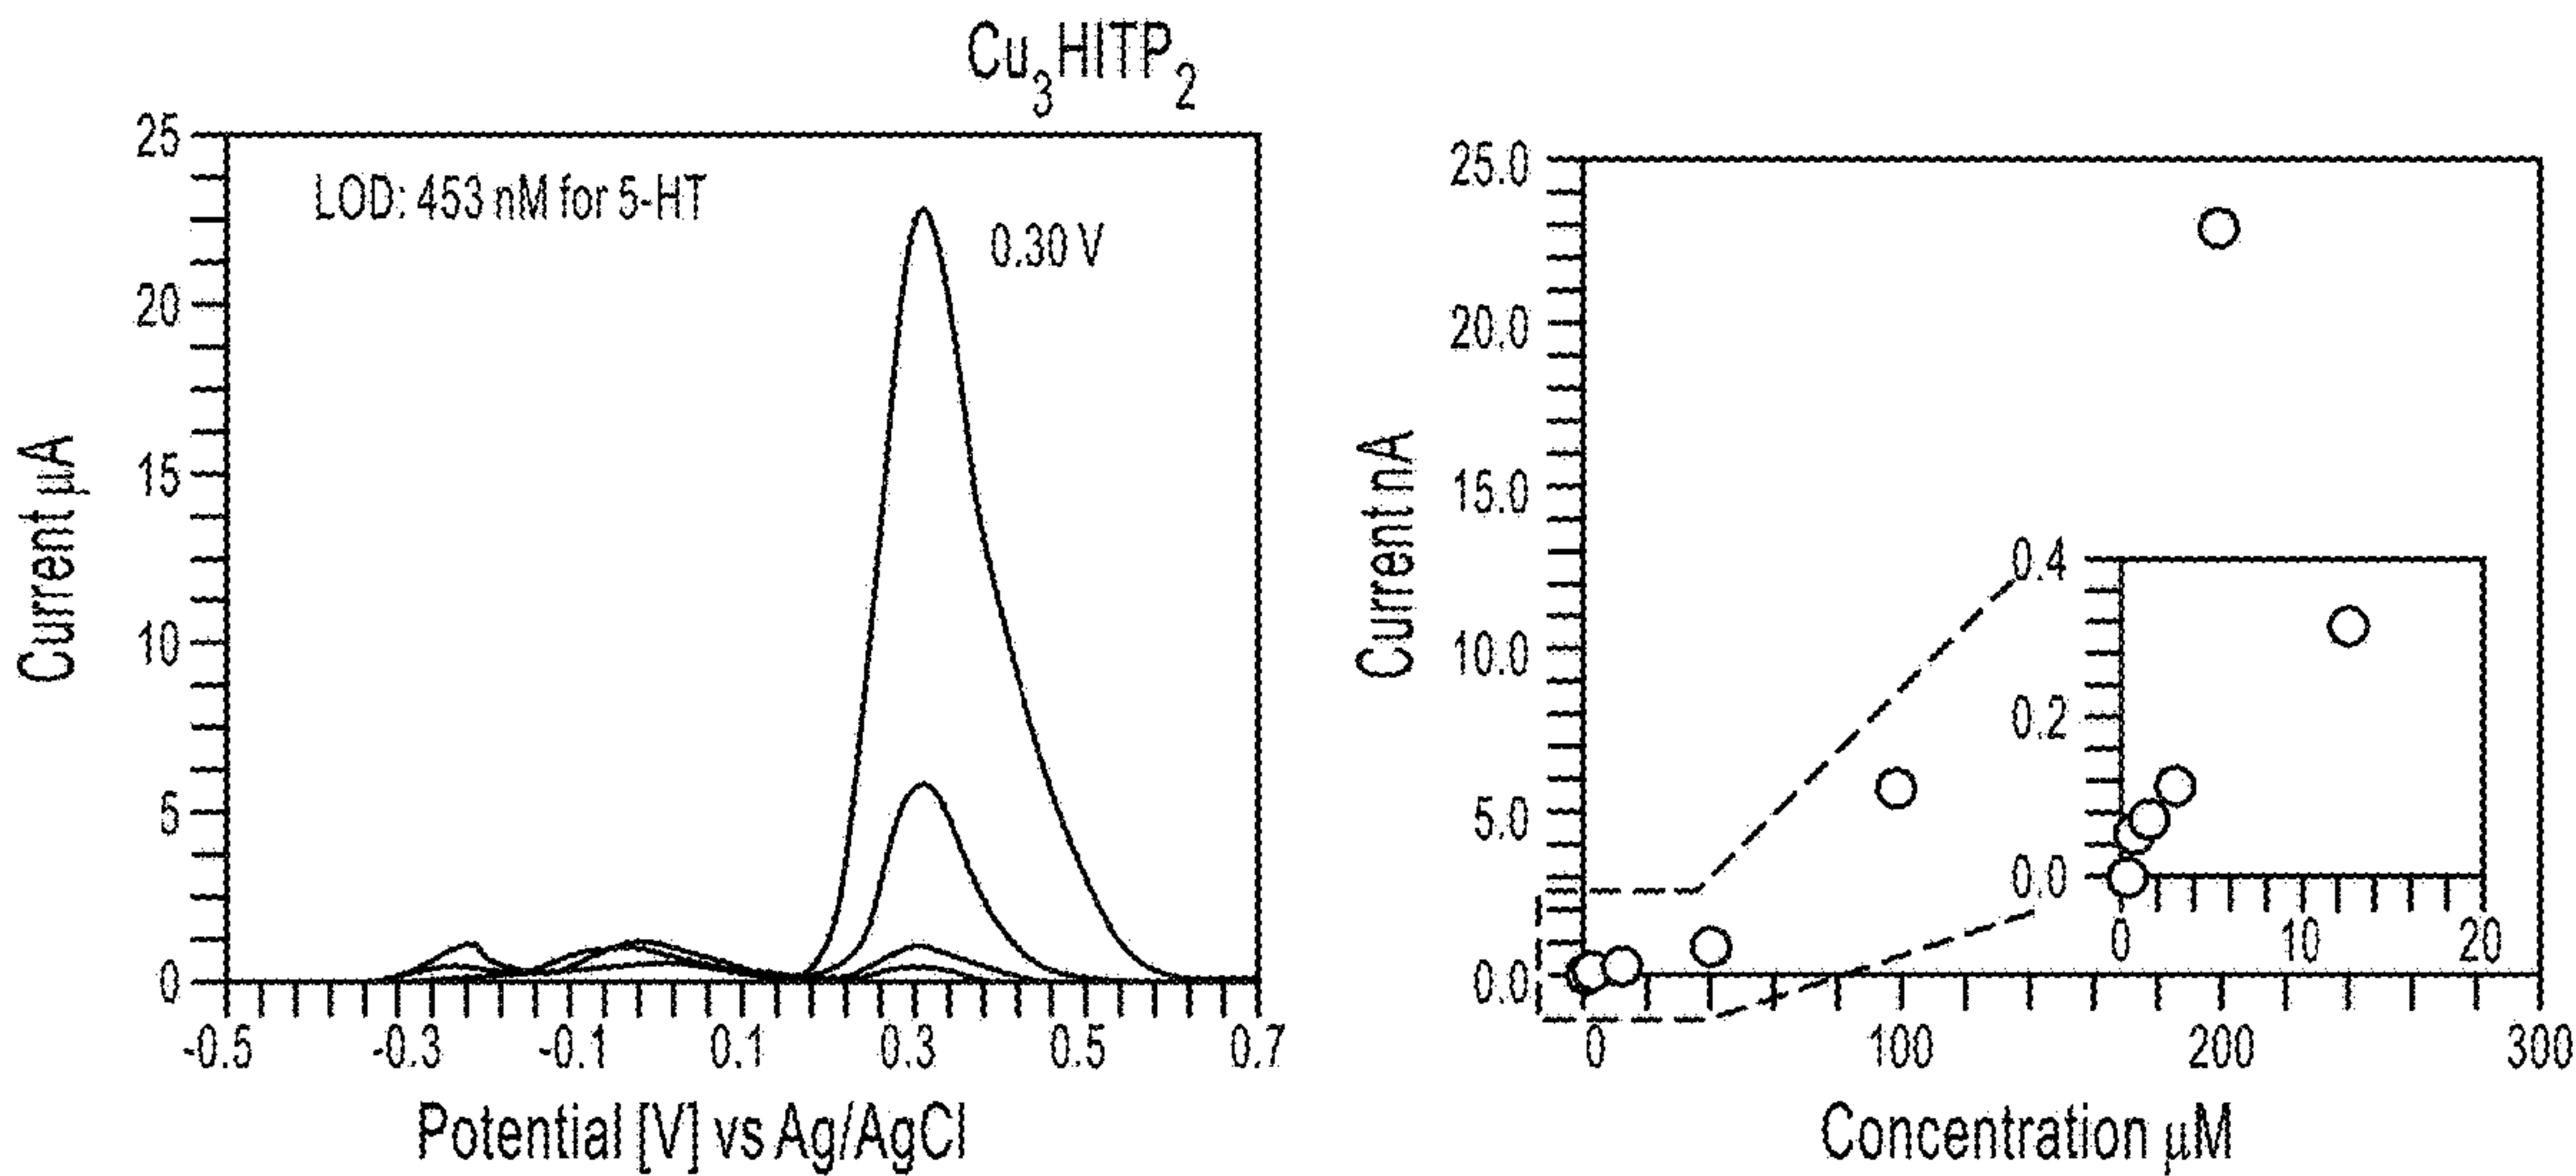 Cu3HITP2
25
20
15
10
5
0
Current μA
LOD: 453 nM for 5-HT
0.30 V
-0.5 -0.3 -0.1 0.1 0.3 0.5 0.7
Potential [V] vs Ag/AgCl
25.0
20.0
15.0
10.0
5.0
0.0
Current nA
0.4
0.2
0.0
0 10 20
0 100 200 300
Concentration μM